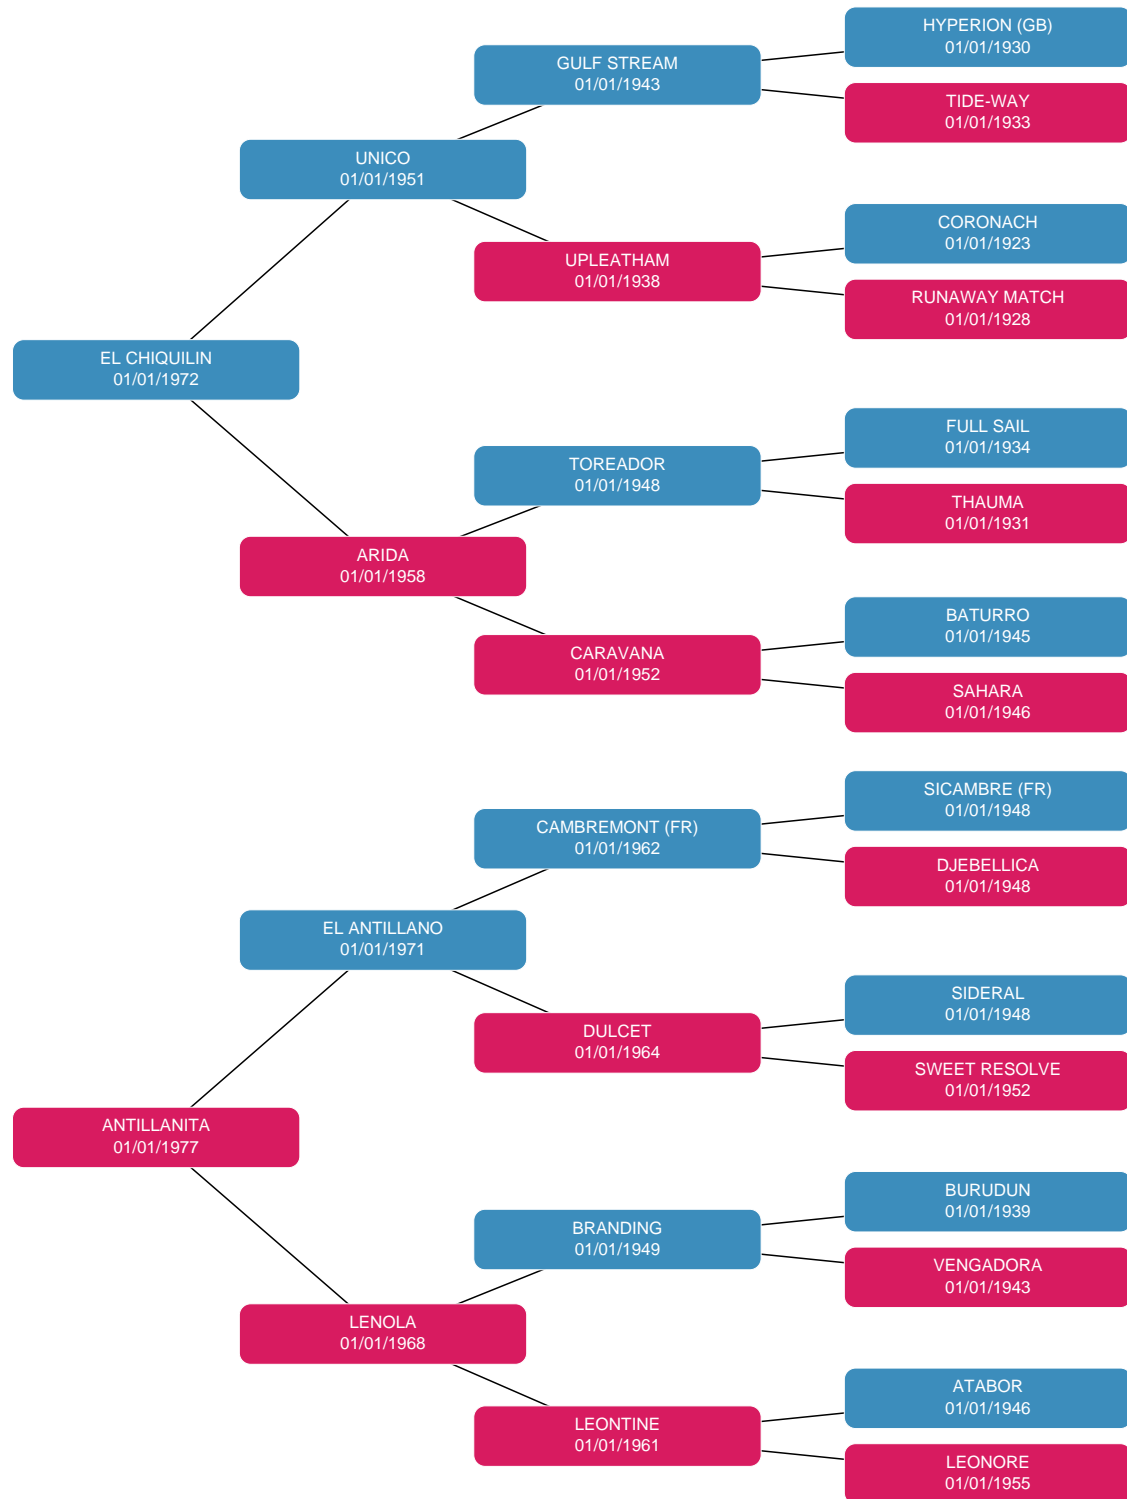 HYPERION (GB)
01/01/1930
GULF STREAM
01/01/1943
TIDE-WAY
01/01/1933
UNICO
01/01/1951
CORONACH
01/01/1923
UPLEATHAM
01/01/1938
RUNAWAY MATCH
01/01/1928
EL CHIQUILIN
01/01/1972
FULL SAIL
01/01/1934
TOREADOR
01/01/1948
THAUMA
01/01/1931
ARIDA
01/01/1958
BATURRO
01/01/1945
CARAVANA
01/01/1952
SAHARA
01/01/1946
SICAMBRE (FR)
01/01/1948
CAMBREMONT (FR)
01/01/1962
DJEBELLICA
01/01/1948
EL ANTILLANO
01/01/1971
SIDERAL
01/01/1948
DULCET
01/01/1964
SWEET RESOLVE
01/01/1952
ANTILLANITA
01/01/1977
BURUDUN
01/01/1939
BRANDING
01/01/1949
VENGADORA
01/01/1943
LENOLA
01/01/1968
ATABOR
01/01/1946
LEONTINE
01/01/1961
LEONORE
01/01/1955